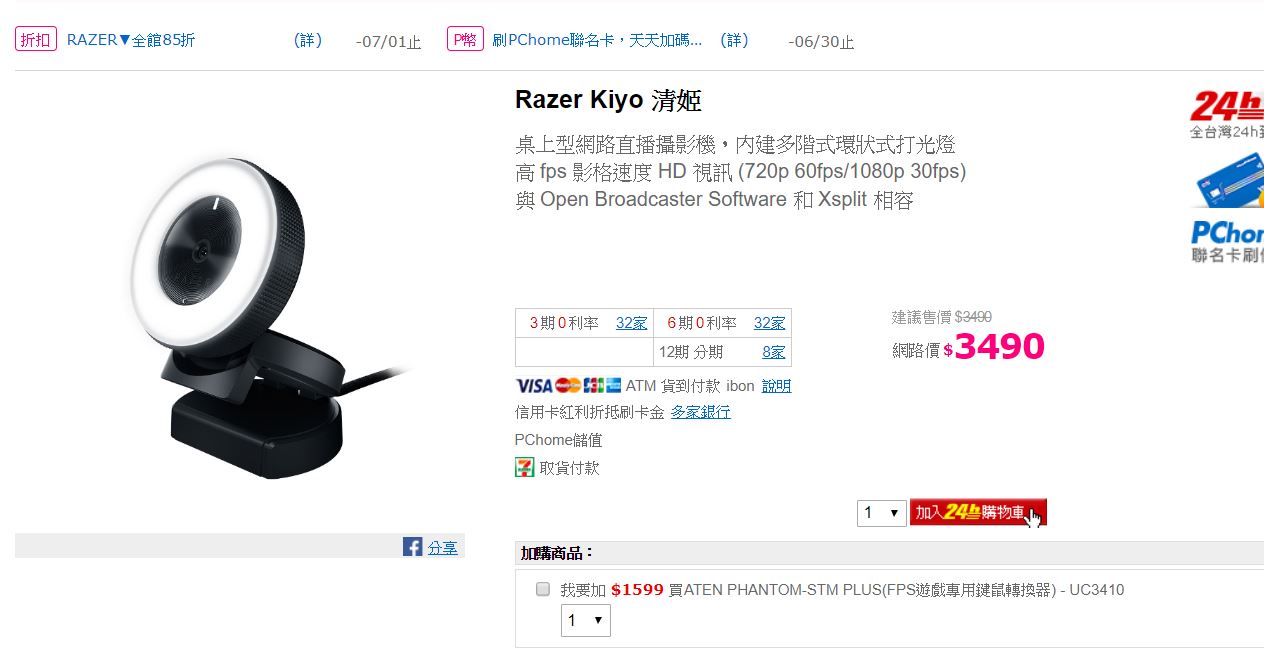 折扣 RAZER▼全館85折 (詳) -07/01止 P幣 刷PChome聯名卡，天天加碼... (詳) -06/30止
Razer Kiyo 清姬
桌上型網路直播攝影機，內建多階式環狀式打光燈
高 fps 影格速度 HD 視訊 (720p 60fps/1080p 30fps)
與 Open Broadcaster Software 和 Xsplit 相容
24h
全台灣24h
PChom
聯名卡刷
3期0利率 32家 6期0利率 32家
12期 分期 8家
建議售價 $3490
網路價 $3490
VISA ATM 貨到付款 ibon 說明
信用卡紅利折抵刷卡金 多家銀行
PChome儲值
取貨付款
1 加入24h購物車
分享
加購商品：
我要加 $1599 買ATEN PHANTOM-STM PLUS(FPS遊戲專用鍵鼠轉換器) - UC3410
1